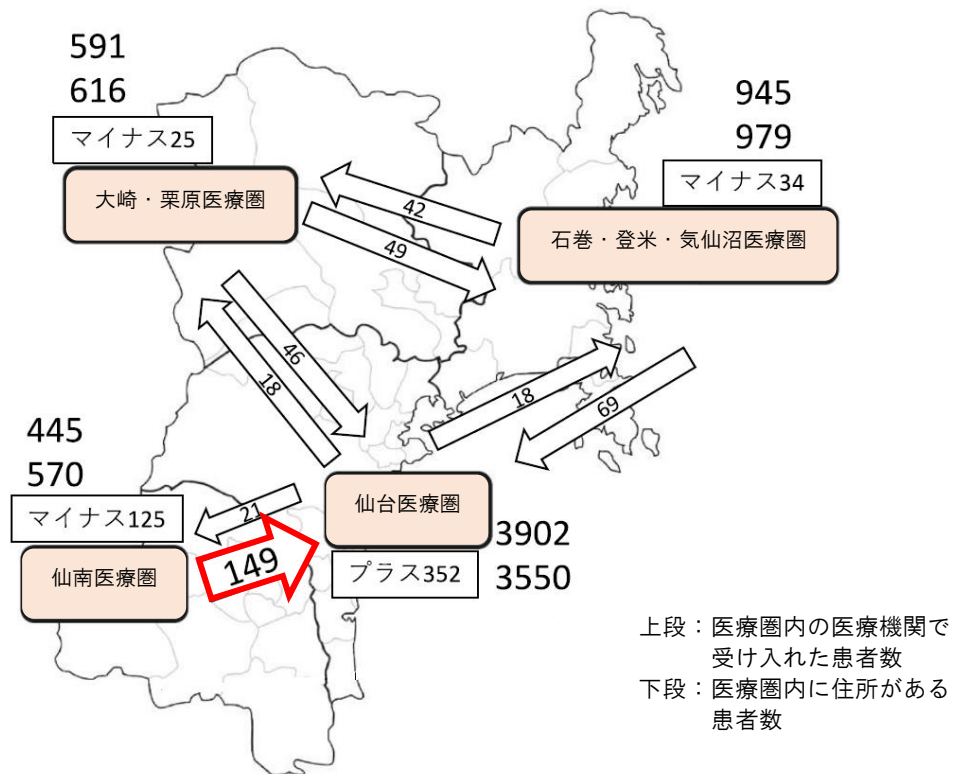 591
616
マイナス25
大崎・栗原医療圏
945
979
マイナス34
石巻・登米・気仙沼医療圏
42
49
46
18
18
69
445
570
マイナス125
仙南医療圏
21
149
仙台医療圏
プラス352
3902
3550
上段：医療圏内の医療機関で
受け入れた患者数
下段：医療圏内に住所がある
患者数